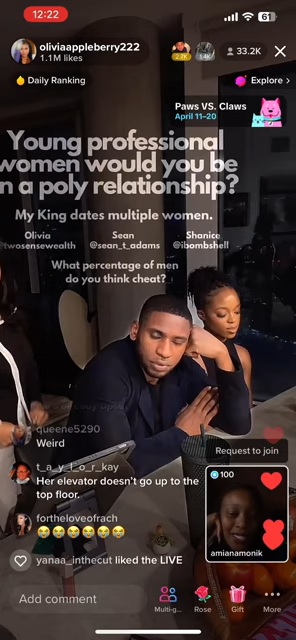 12:22
61
oliviaappleberry222
1.1M likes
33.2K
Daily Ranking
Explore >
Paws VS. Claws
April 11-20
Young professional
women would you be
n a poly relationship?
My King dates multiple women.
Olivia Sean Shanice
twosensewealth @sean_t_adams @ibombshell
What percentage of men
do you think cheat?
queene5290
Weird
Request to join
t_a_y_l_o_r_kay
Her elevator doesn't go up to the
top floor.
100
fortheloveofrach
😭😭😭😭😭😭
amianamonik
yanaa_inthecut liked the LIVE
Add comment
Multi-g...
Rose
Gift
More